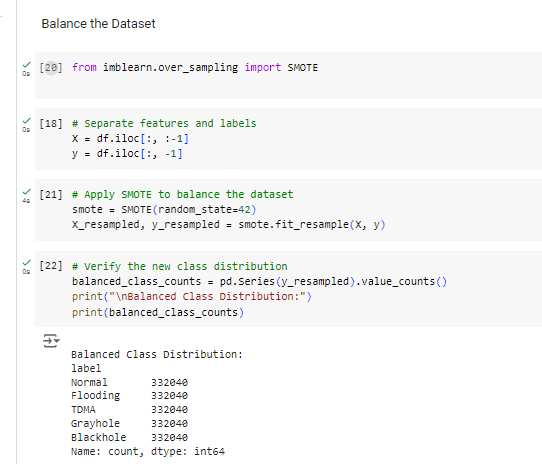 Balance the Dataset
[20] from imblearn.over_sampling import SMOTE
0s
[18] # Separate features and labels
0s
X = df.iloc[:, :-1]
y = df.iloc[:, -1]
[21] # Apply SMOTE to balance the dataset
4s
smote = SMOTE(random_state=42)
X_resampled, y_resampled = smote.fit_resample(X, y)
[22] # Verify the new class distribution
0s
balanced_class_counts = pd.Series(y_resampled).value_counts()
print("\nBalanced Class Distribution:")
print(balanced_class_counts)
Balanced Class Distribution:
label
Normal 332040
Flooding 332040
TDMA 332040
Grayhole 332040
Blackhole 332040
Name: count, dtype: int64